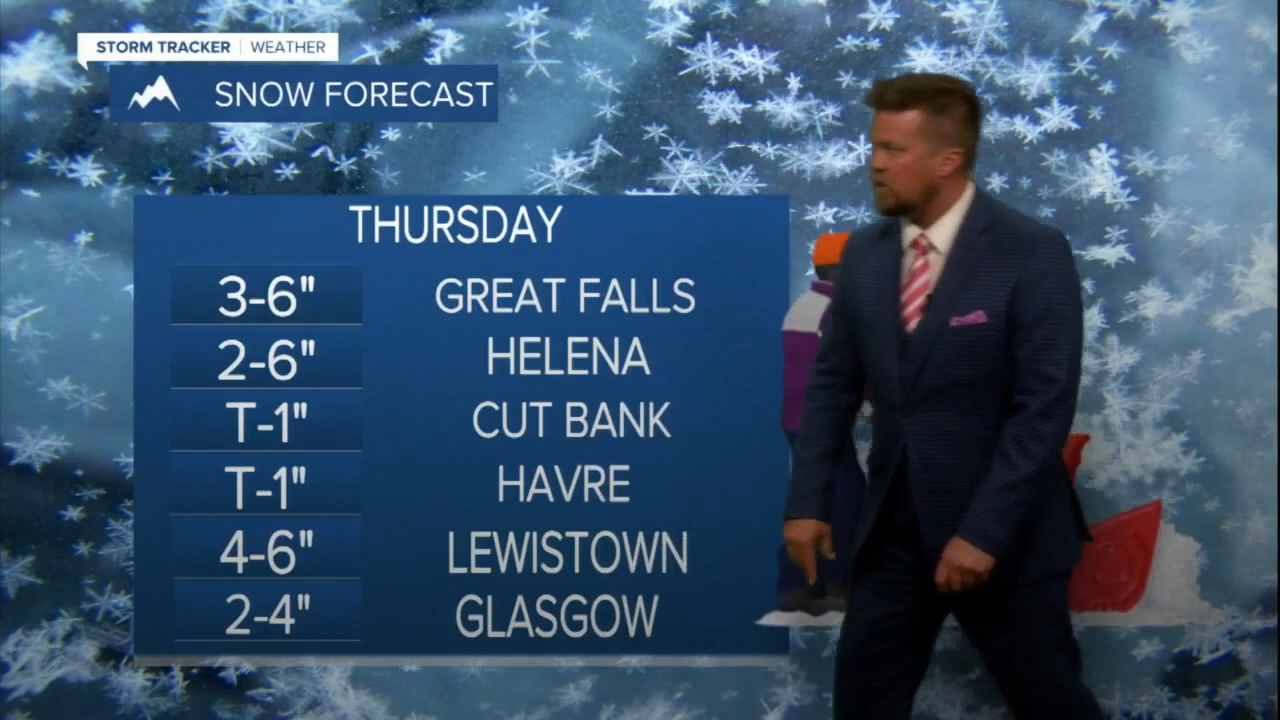 STORM TRACKER | WEATHER
SNOW FORECAST
THURSDAY
3-6" GREAT FALLS
2-6" HELENA
T-1" CUT BANK
T-1" HAVRE
4-6" LEWISTOWN
2-4" GLASGOW